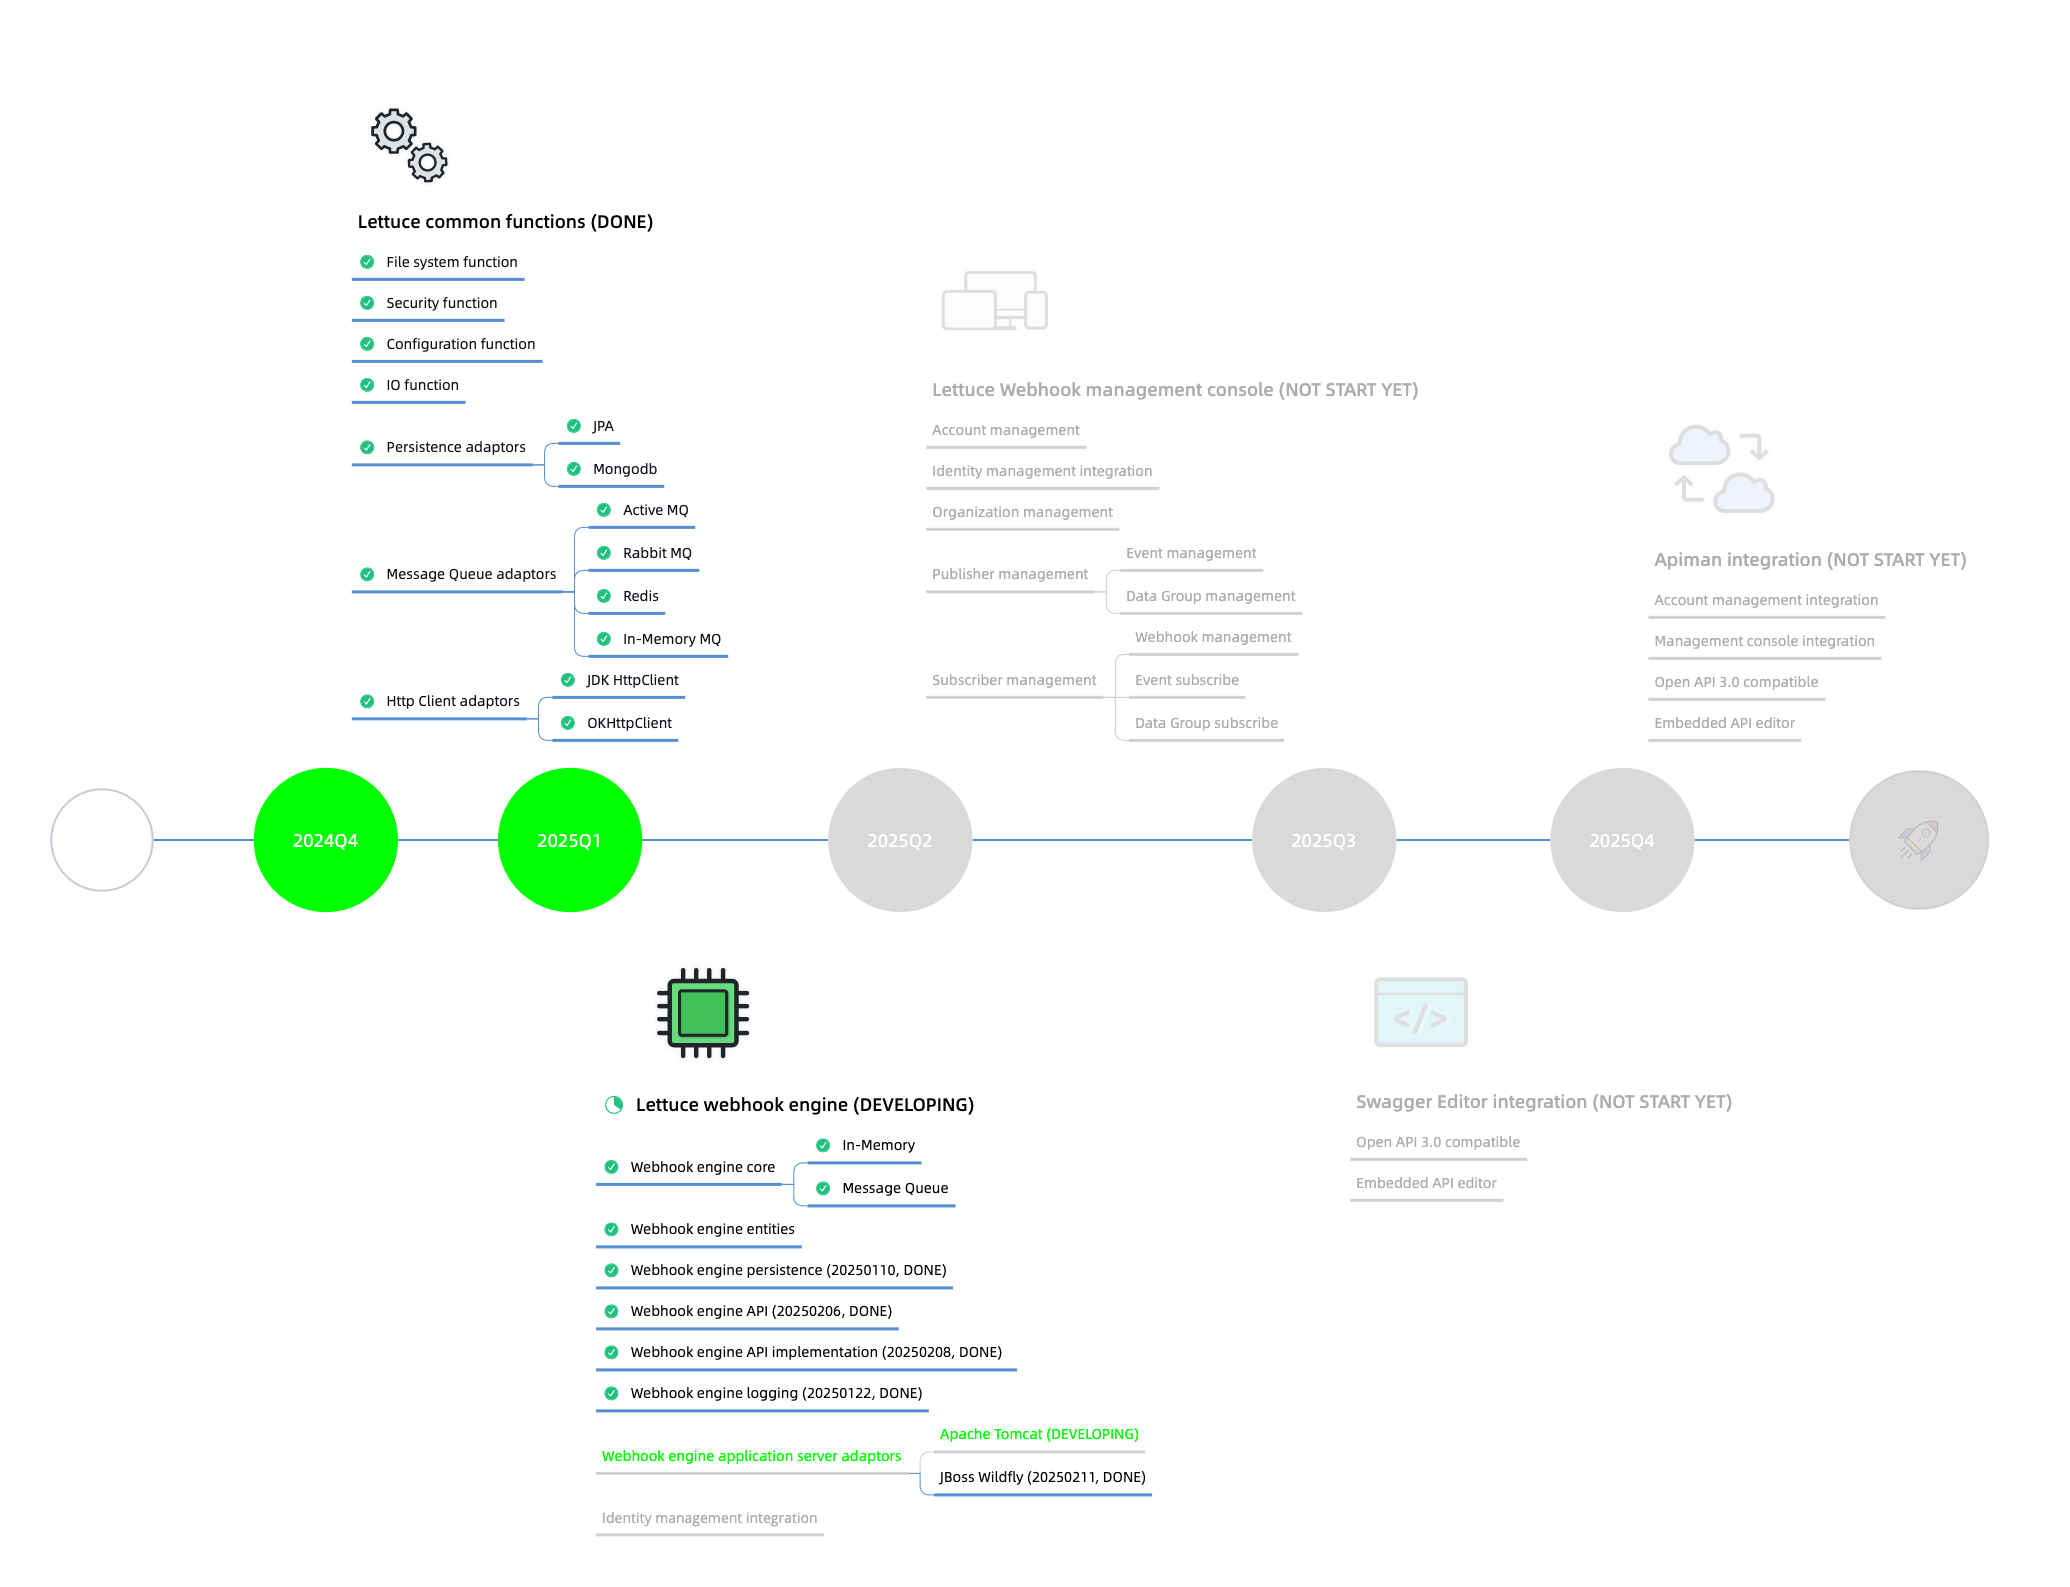 Lettuce common functions (DONE)
File system function
Security function
Configuration function
IO function
Persistence adaptors
JPA
Mongodb
Message Queue adaptors
Active MQ
Rabbit MQ
Redis
In-Memory MQ
Http Client adaptors
JDK HttpClient
OKHttpClient
Lettuce Webhook management console (NOT START YET)
Account management
Identity management integration
Organization management
Publisher management
Event management
Data Group management
Subscriber management
Webhook management
Event subscribe
Data Group subscribe
Apiman integration (NOT START YET)
Account management integration
Management console integration
Open API 3.0 compatible
Embedded API editor
2024Q4
2025Q1
2025Q2
2025Q3
2025Q4
Lettuce webhook engine (DEVELOPING)
Webhook engine core
In-Memory
Message Queue
Webhook engine entities
Webhook engine persistence (20250110, DONE)
Webhook engine API (20250206, DONE)
Webhook engine API implementation (20250208, DONE)
Webhook engine logging (20250122, DONE)
Webhook engine application server adaptors
Apache Tomcat (DEVELOPING)
JBoss Wildfly (20250211, DONE)
Identity management integration
Swagger Editor integration (NOT START YET)
Open API 3.0 compatible
Embedded API editor